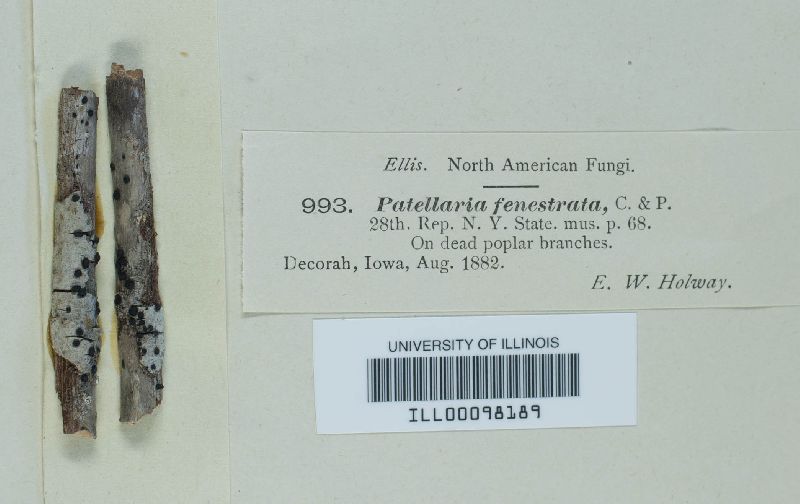 Ellis. North American Fungi.
993. Patellaria fenestrata, C. & P.
28th. Rep. N. Y. State. mus. p. 68.
On dead poplar branches.
Decorah, Iowa, Aug. 1882.
E. W. Holway.
UNIVERSITY OF ILLINOIS
ILL00098189